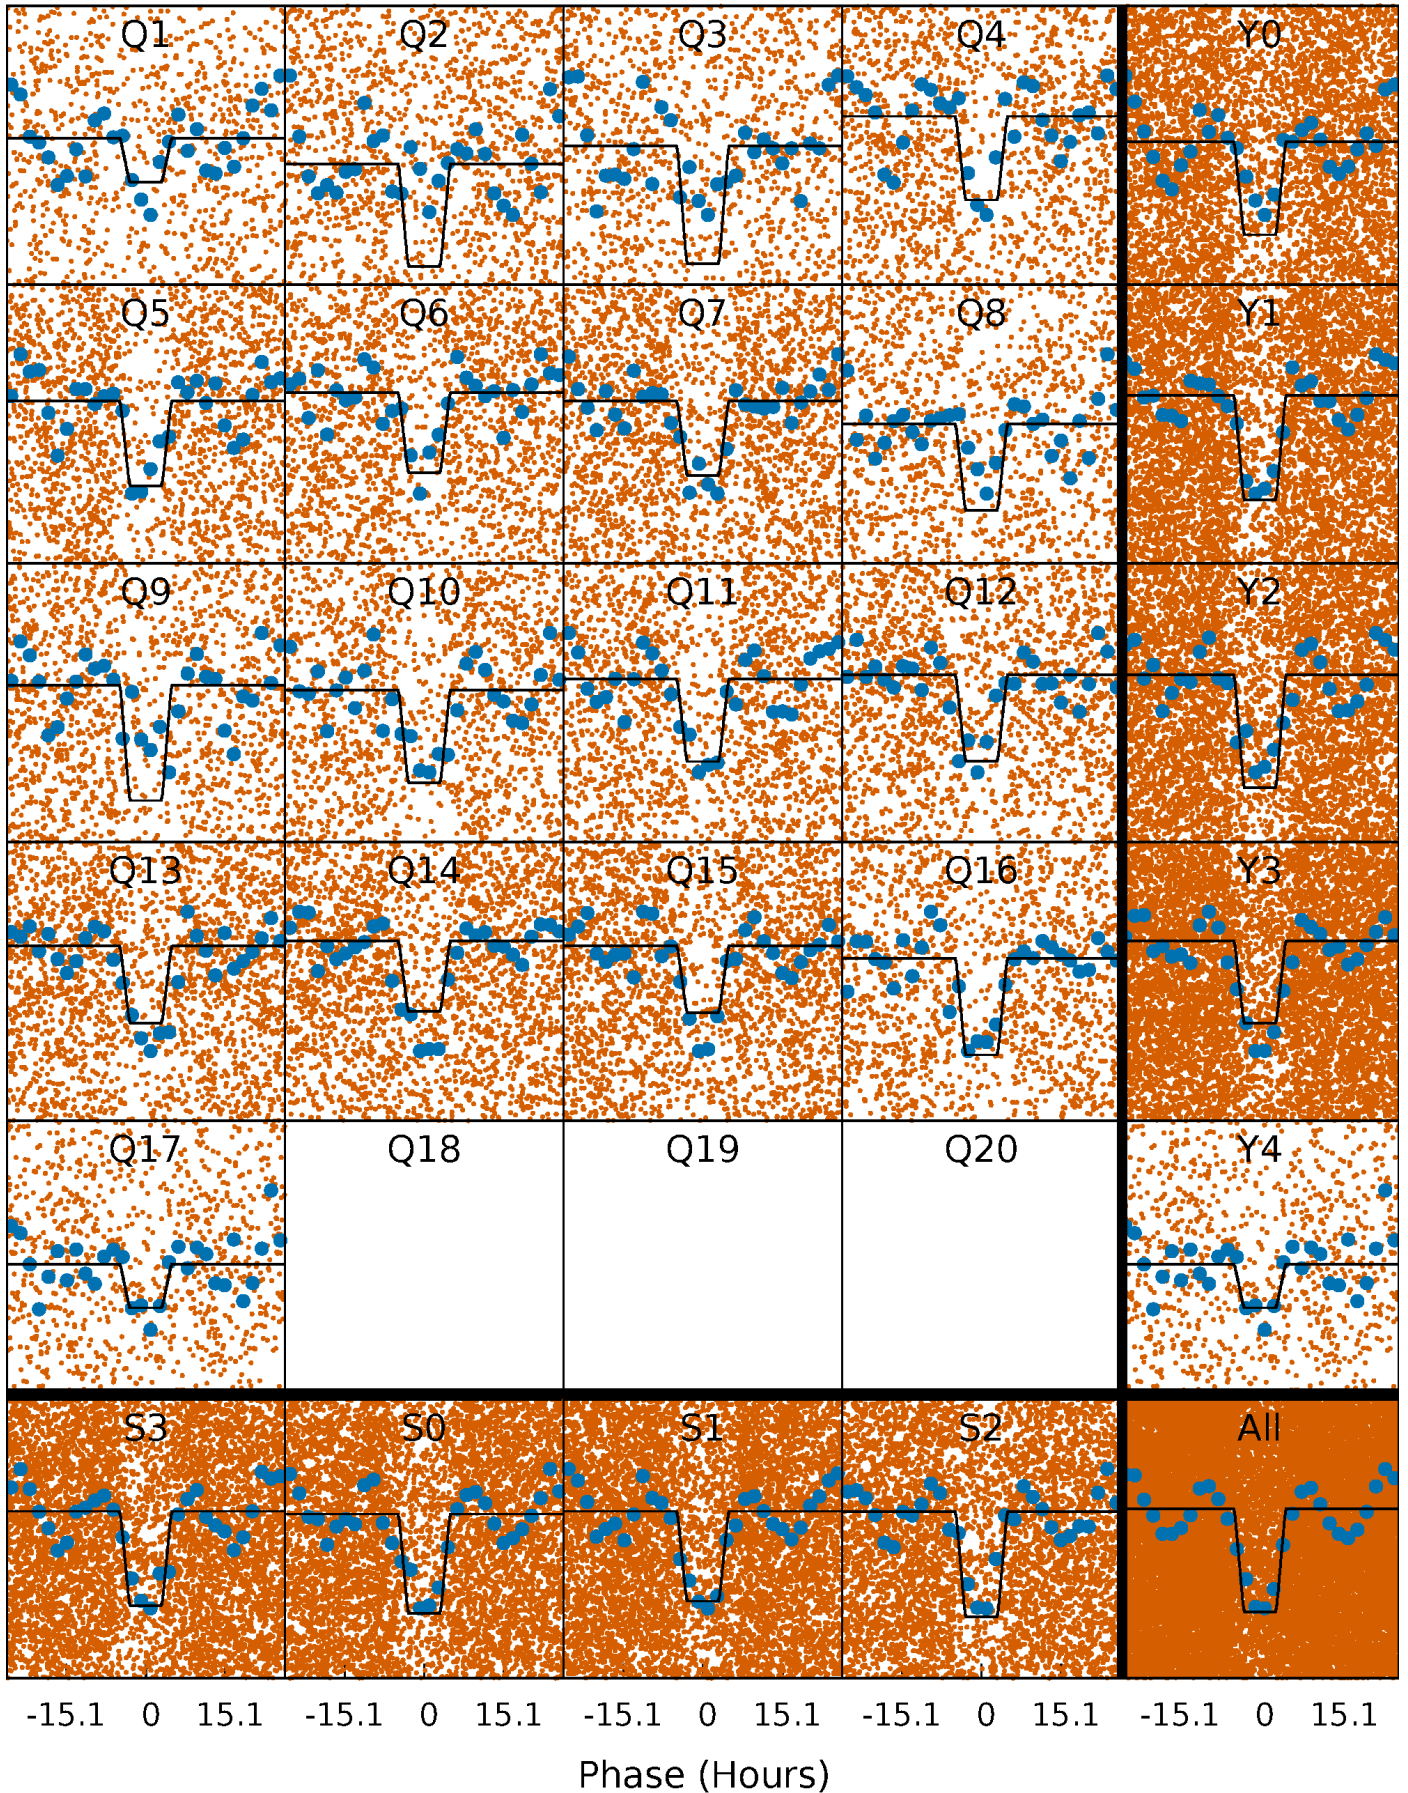 Q1 Q2 Q3 Q4 Y0
Q5 Q6 Q7 Q8 Y1
Q9 Q10 Q11 Q12 Y2
Q13 Q14 Q15 Q16 Y3
Q17 Q18 Q19 Q20 Y4
S3 S0 S1 S2 All
-15.1 0 15.1 -15.1 0 15.1 -15.1 0 15.1 -15.1 0 15.1 -15.1 0 15.1
Phase (Hours)